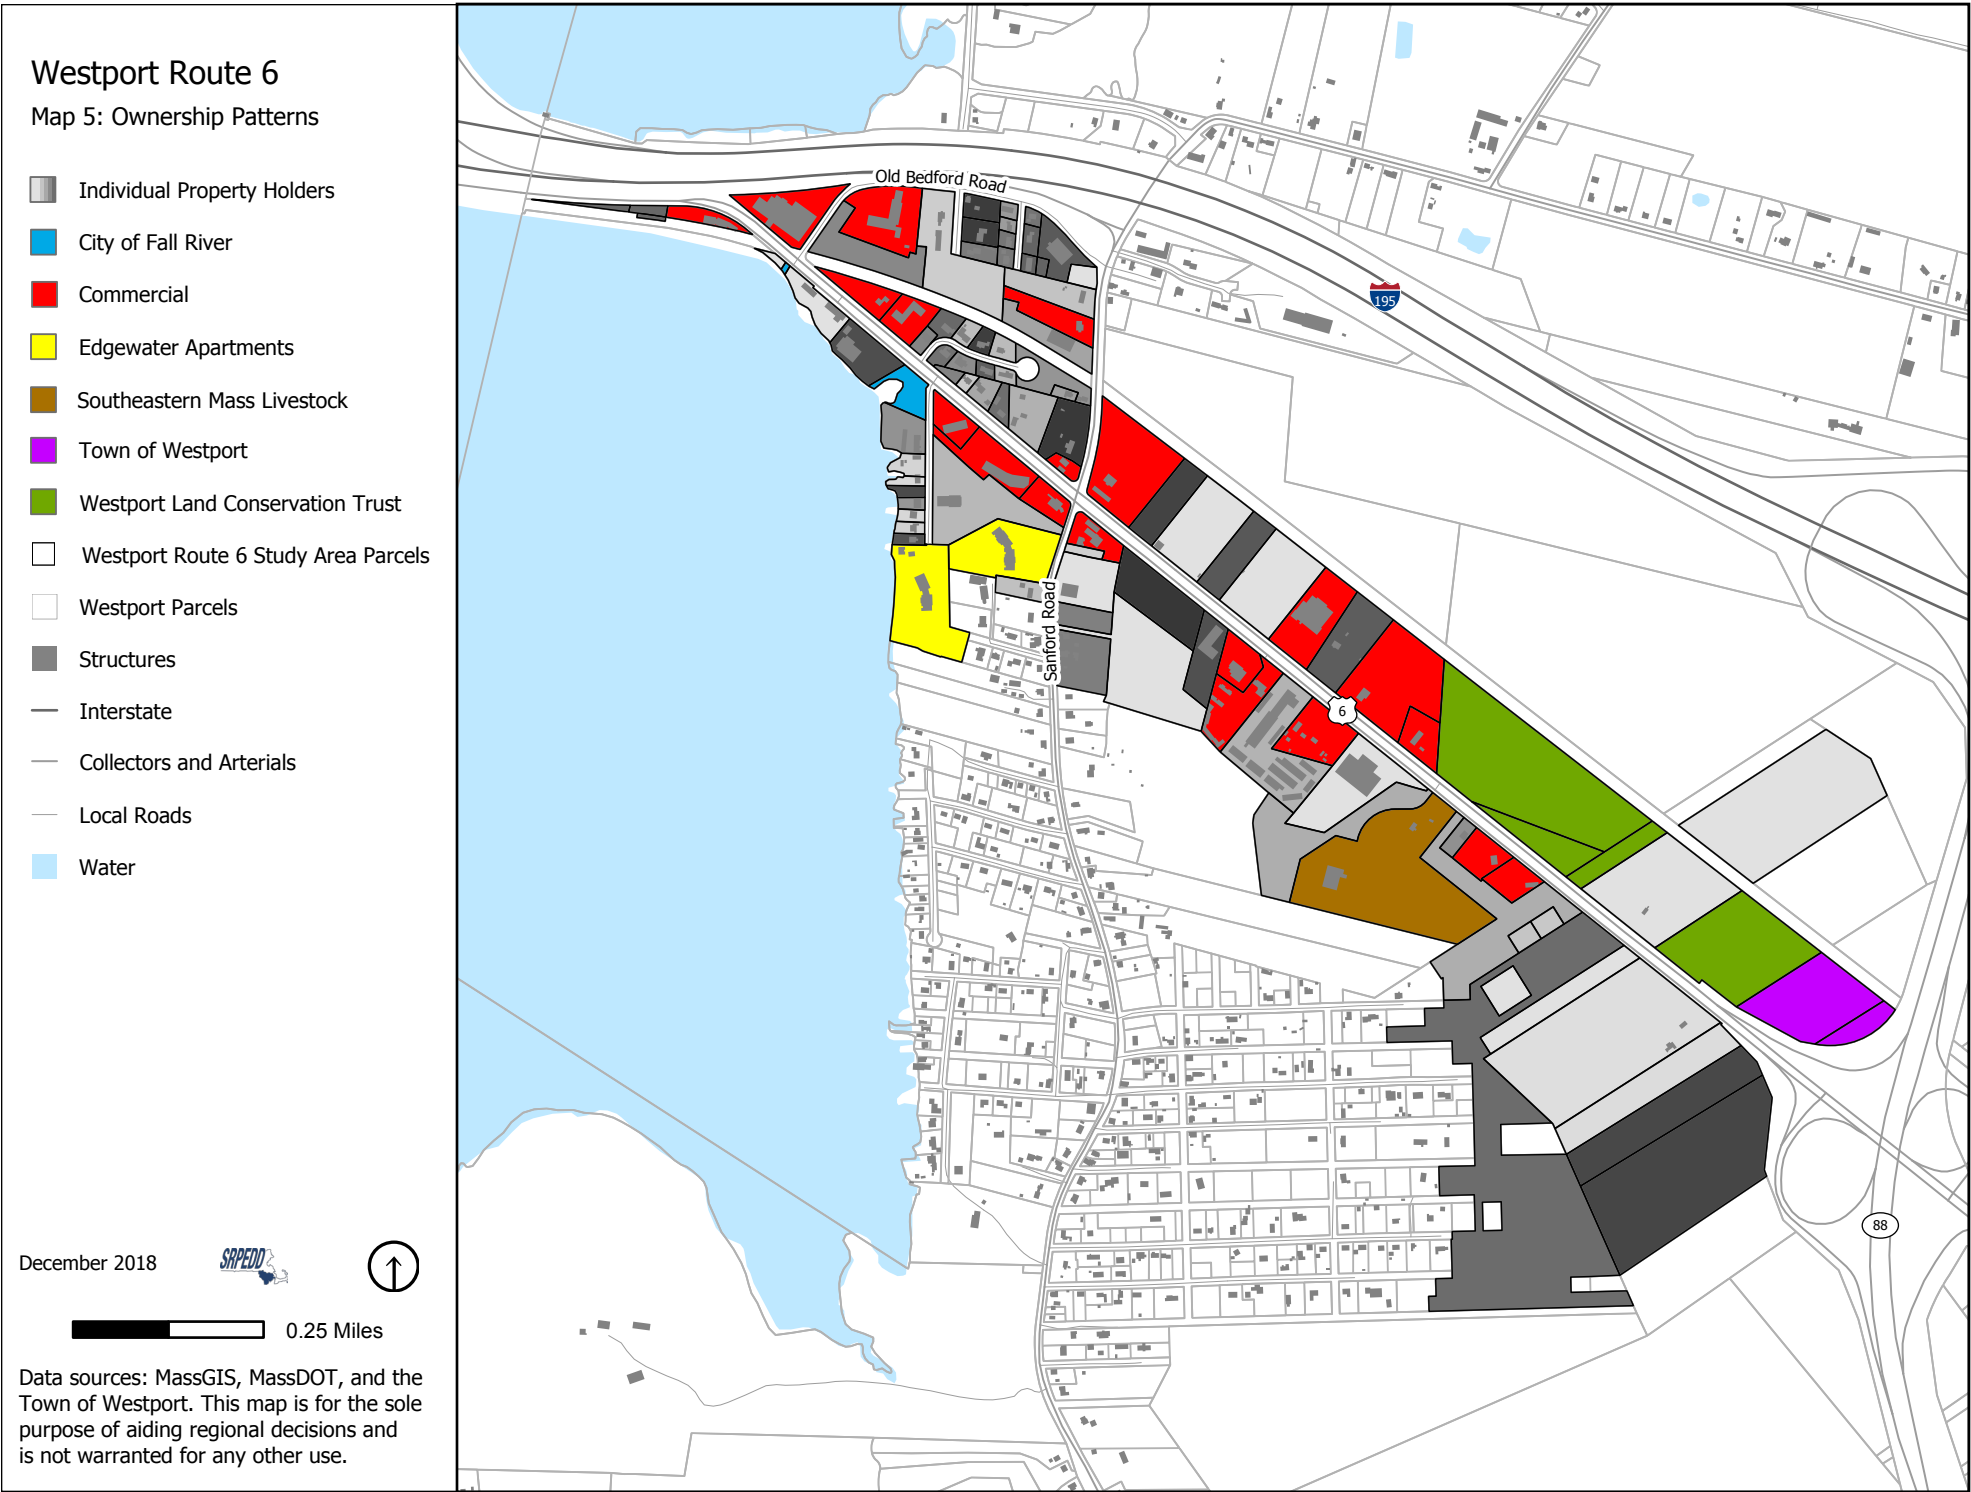 Westport Route 6
Map 5: Ownership Patterns
Individual Property Holders
City of Fall River
Commercial
Edgewater Apartments
Southeastern Mass Livestock
Town of Westport
Westport Land Conservation Trust
Westport Route 6 Study Area Parcels
Westport Parcels
Structures
Interstate
Collectors and Arterials
Local Roads
Water
December 2018
SRPEDD
0.25 Miles
Data sources: MassGIS, MassDOT, and the
Town of Westport. This map is for the sole
purpose of aiding regional decisions and
is not warranted for any other use.
Old Bedford Road
195
Sanford Road
6
88